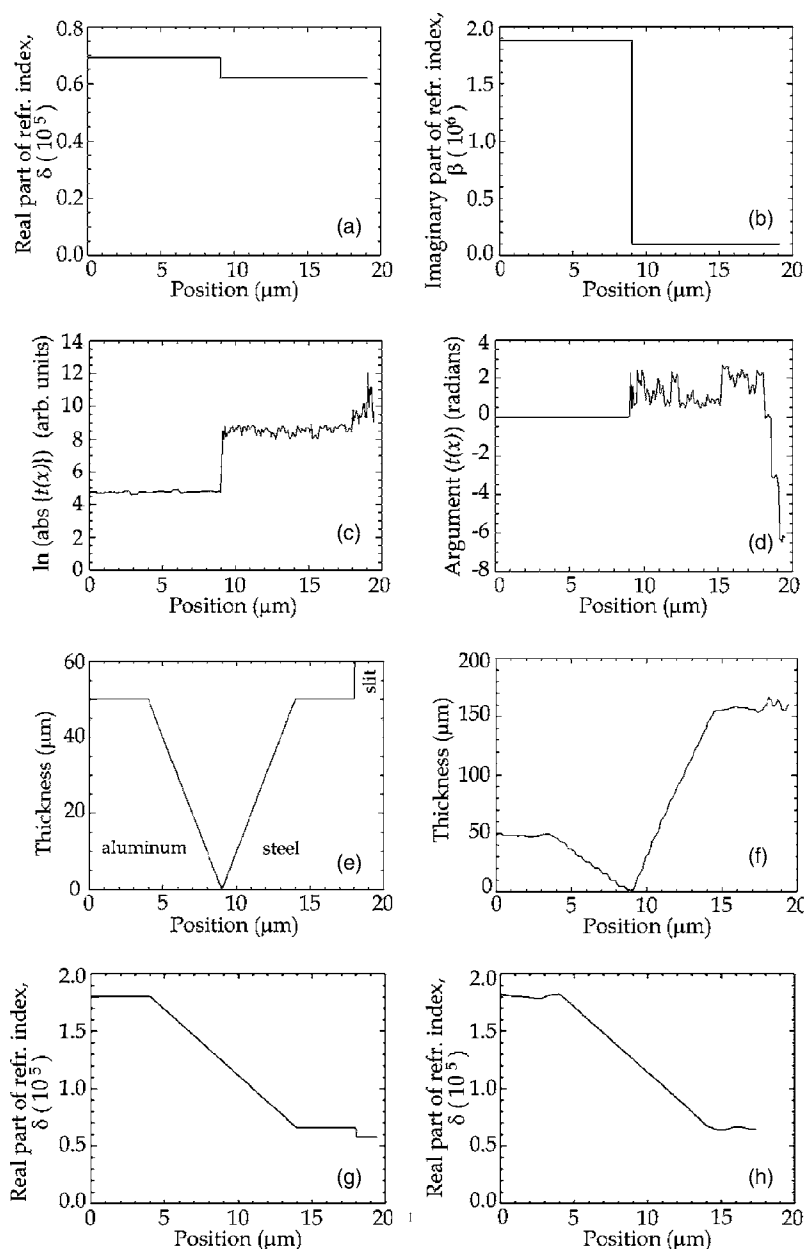 Real part of refr. index,
δ ( 10 5 )
0.8
0.6
0.4
0.2
0.0
0
5
10
15
20
(a)
Position (µm)
Imaginary part of refr. index,
β ( 10 6 )
2.0
1.5
1.0
0.5
0.0
0
5
10
15
20
(b)
Position (µm)
ln (abs {t(x)}) (arb. units)
14
12
10
8
6
4
2
0
0
5
10
15
20
(c)
Position (µm)
Argument (t(x)) (radians)
4
2
0
-2
-4
-6
-8
0
5
10
15
20
(d)
Position (µm)
Thickness (µm)
60
40
20
0
0
5
10
15
20
aluminum
steel
slit
(e)
Position (µm)
Thickness (µm)
200
150
100
50
0
0
5
10
15
20
(f)
Position (µm)
Real part of refr. index,
δ ( 10 5 )
2.0
1.5
1.0
0.5
0.0
0
5
10
15
20
(g)
Position (µm)
Real part of refr. index,
δ ( 10 5 )
2.0
1.5
1.0
0.5
0.0
0
5
10
15
20
(h)
Position (µm)